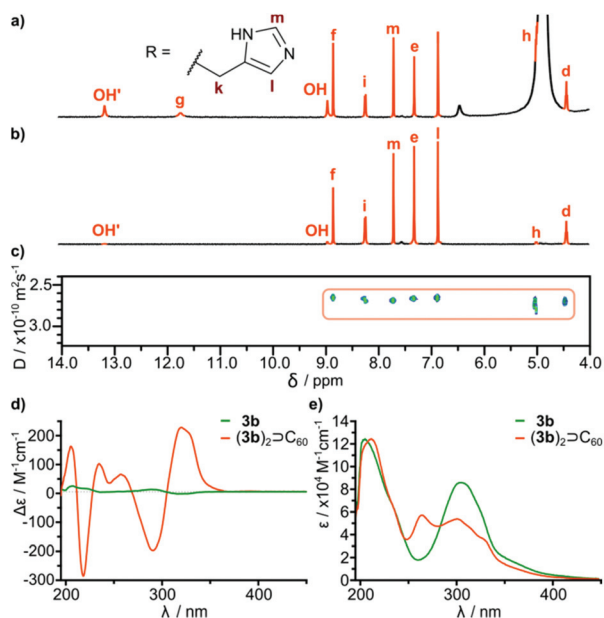 a)
R =
HN
N
m
k
l
OH'
g
OH
f
i
m
e
h
d
b)
OH'
OH
f
i
m
e
l
h
d
c)
D / x10⁻¹⁰ m²s⁻¹
2.5
3.0
14.0 13.0 12.0 11.0 10.0 9.0 8.0 7.0 6.0 5.0 4.0
δ / ppm
d)
3b
(3b)₂⊃C₆₀
Δε / M⁻¹cm⁻¹
200
100
0
-100
-200
-300
200 300 400
λ / nm
e)
3b
(3b)₂⊃C₆₀
ε / x10⁴ M⁻¹cm⁻¹
14
12
10
8
6
4
2
0
200 300 400
λ / nm